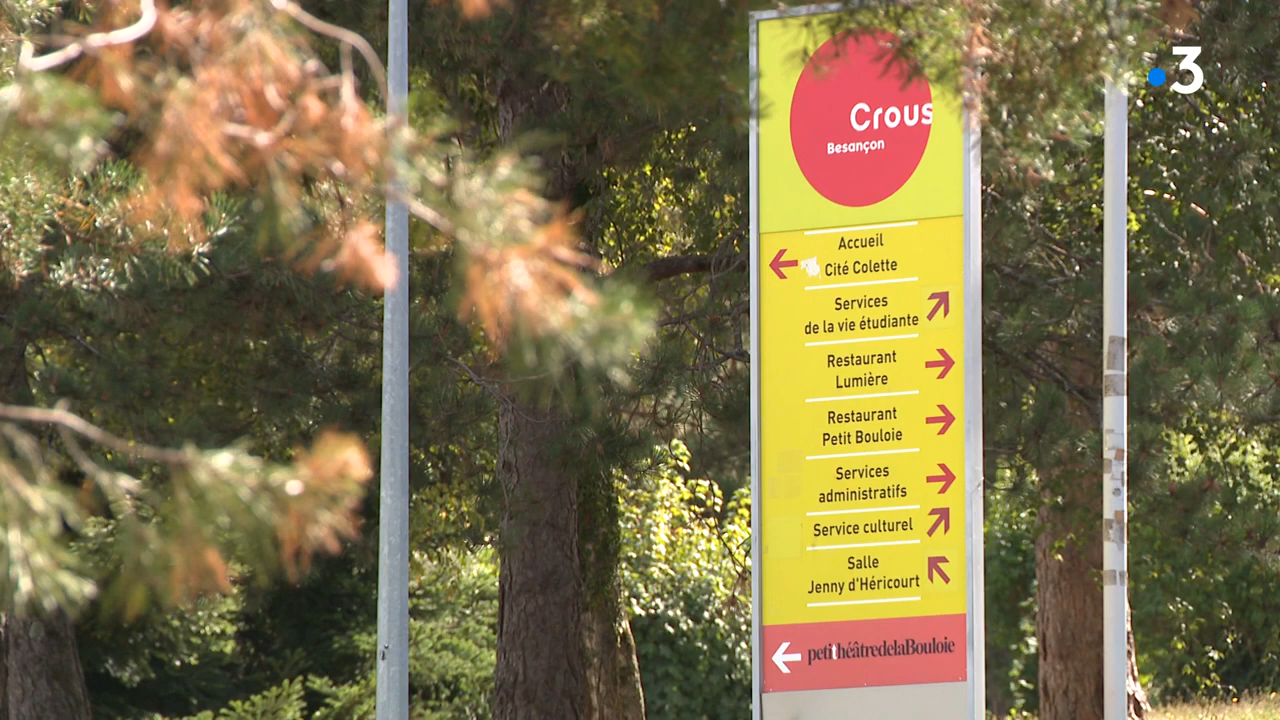 3
Crous
Besançon
Accueil
Cité Colette
Services
de la vie étudiante
Restaurant
Lumière
Restaurant
Petit Bouloie
Services
administratifs
Service culturel
Salle
Jenny d'Héricourt
petithéâtredelaBouloie